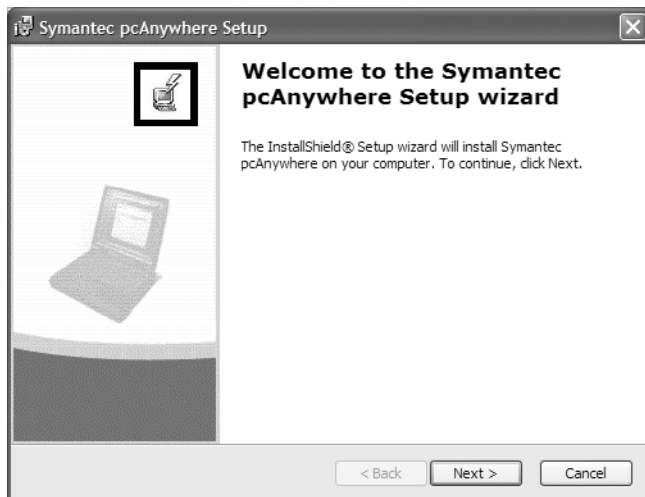 Symantec pcAnywhere Setup
Welcome to the Symantec
pcAnywhere Setup wizard
The InstallShield® Setup wizard will install Symantec
pcAnywhere on your computer. To continue, click Next.
< Back Next > Cancel